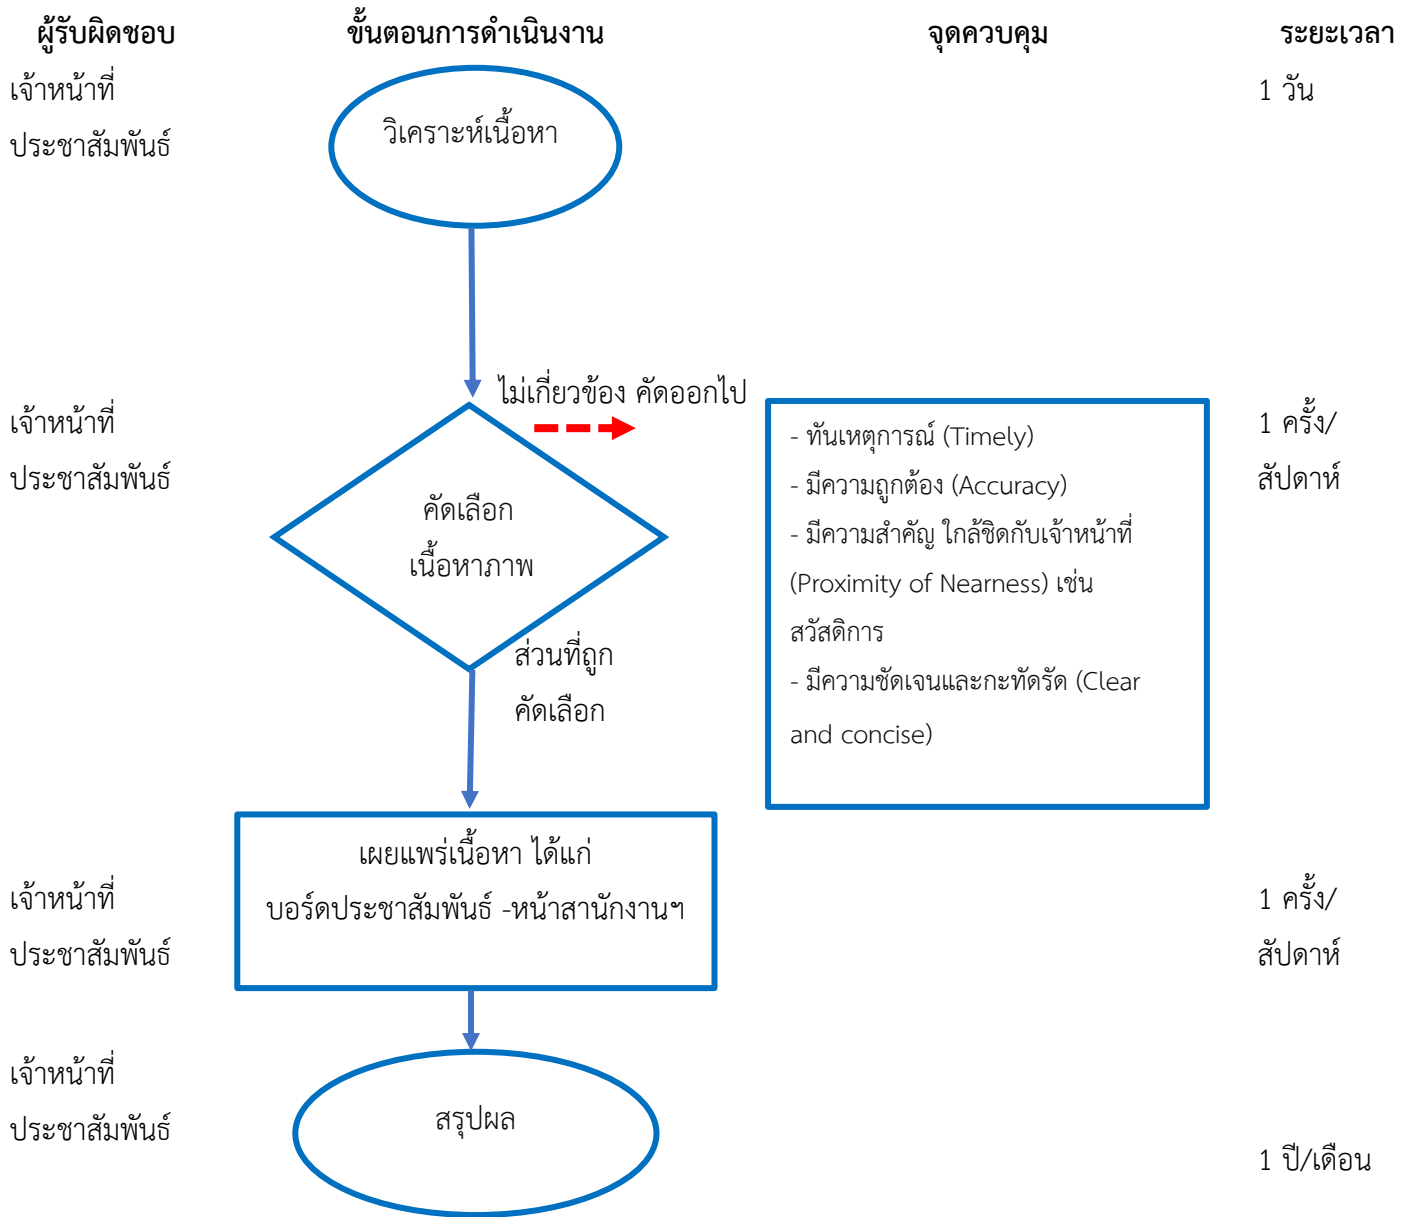 ผู้รับผิดชอบ ขั้นตอนการดำเนินงาน จุดควบคุม ระยะเวลา
เจ้าหน้าที่
ประชาสัมพันธ์
วิเคราะห์เนื้อหา
1 วัน
ไม่เกี่ยวข้อง คัดออกไป
เจ้าหน้าที่
ประชาสัมพันธ์
คัดเลือก
เนื้อหาภาพ
ส่วนที่ถูก
คัดเลือก
- ทันเหตุการณ์ (Timely)
- มีความถูกต้อง (Accuracy)
- มีความสำคัญ ใกล้ชิดกับเจ้าหน้าที่
(Proximity of Nearness) เช่น
สวัสดิการ
- มีความชัดเจนและกะทัดรัด (Clear
and concise)
1 ครั้ง/
สัปดาห์
เจ้าหน้าที่
ประชาสัมพันธ์
เผยแพร่เนื้อหา ได้แก่
บอร์ดประชาสัมพันธ์ -หน้าสานักงานฯ
1 ครั้ง/
สัปดาห์
เจ้าหน้าที่
ประชาสัมพันธ์
สรุปผล
1 ปี/เดือน